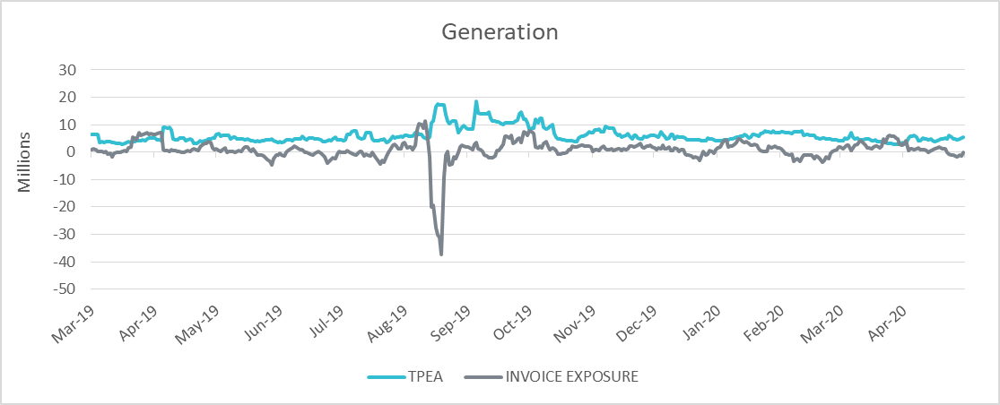 Generation
Millions
30
20
10
0
-10
-20
-30
-40
-50
Mar-19
Apr-19
May-19
Jun-19
Jul-19
Aug-19
Sep-19
Oct-19
Nov-19
Dec-19
Jan-20
Feb-20
Mar-20
Apr-20
TPEA
INVOICE EXPOSURE